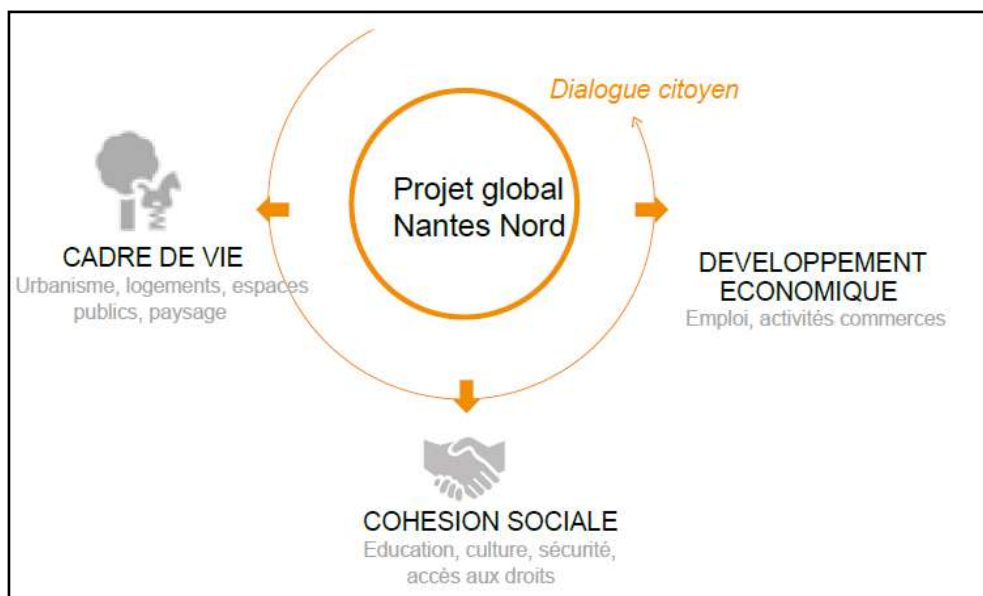 Dialogue citoyen
Projet global
Nantes Nord
CADRE DE VIE
Urbanisme, logements, espaces
publics, paysage
DEVELOPPEMENT
ECONOMIQUE
Emploi, activités commerces
COHESION SOCIALE
Education, culture, sécurité,
accès aux droits